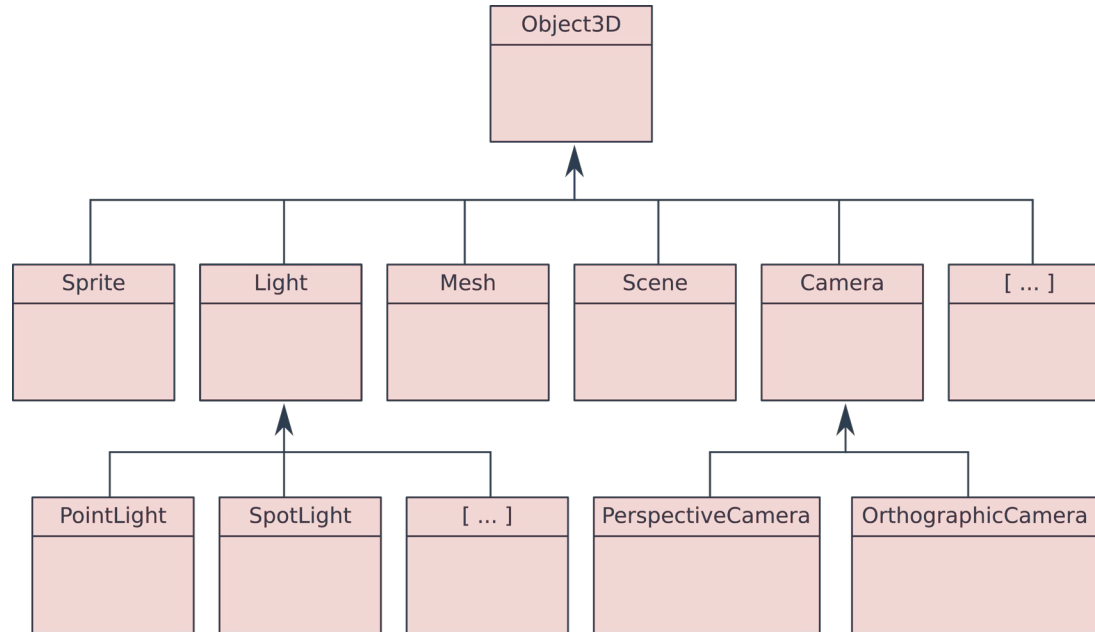 Object3D
Sprite
Light
Mesh
Scene
Camera
[ ... ]
PointLight
SpotLight
[ ... ]
PerspectiveCamera
OrthographicCamera